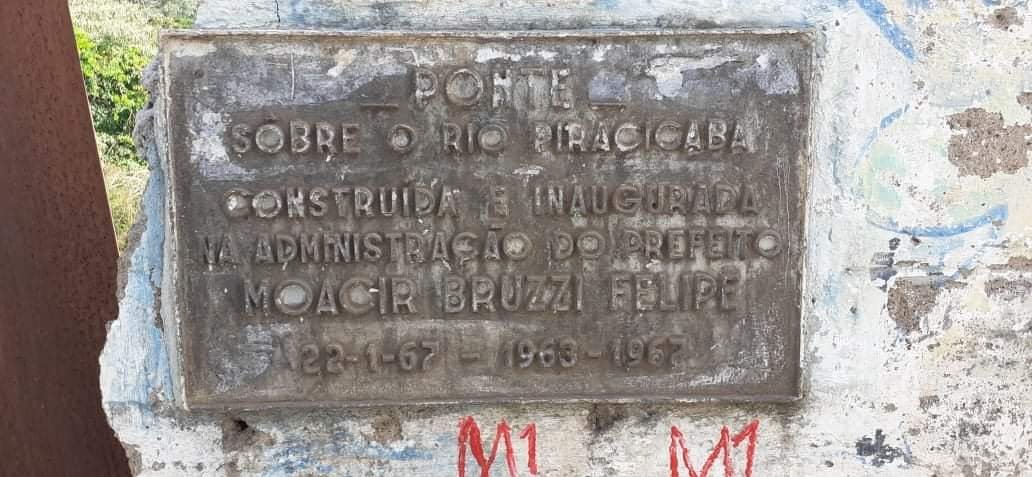 PONTE
SÔBRE O RIO PIRACICABA
CONSTRUÍDA E INAUGURADA
NA ADMINISTRAÇÃO DO PREFEITO
MOACIR BRUZZI FELIPE
22-1-67 - 1963-1967
M1 M1